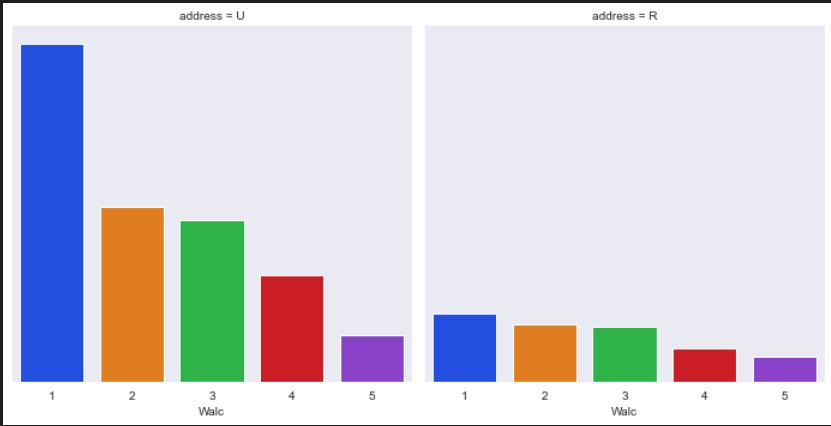 address = U
address = R
1 2 3 4 5
1 2 3 4 5
Walc
Walc